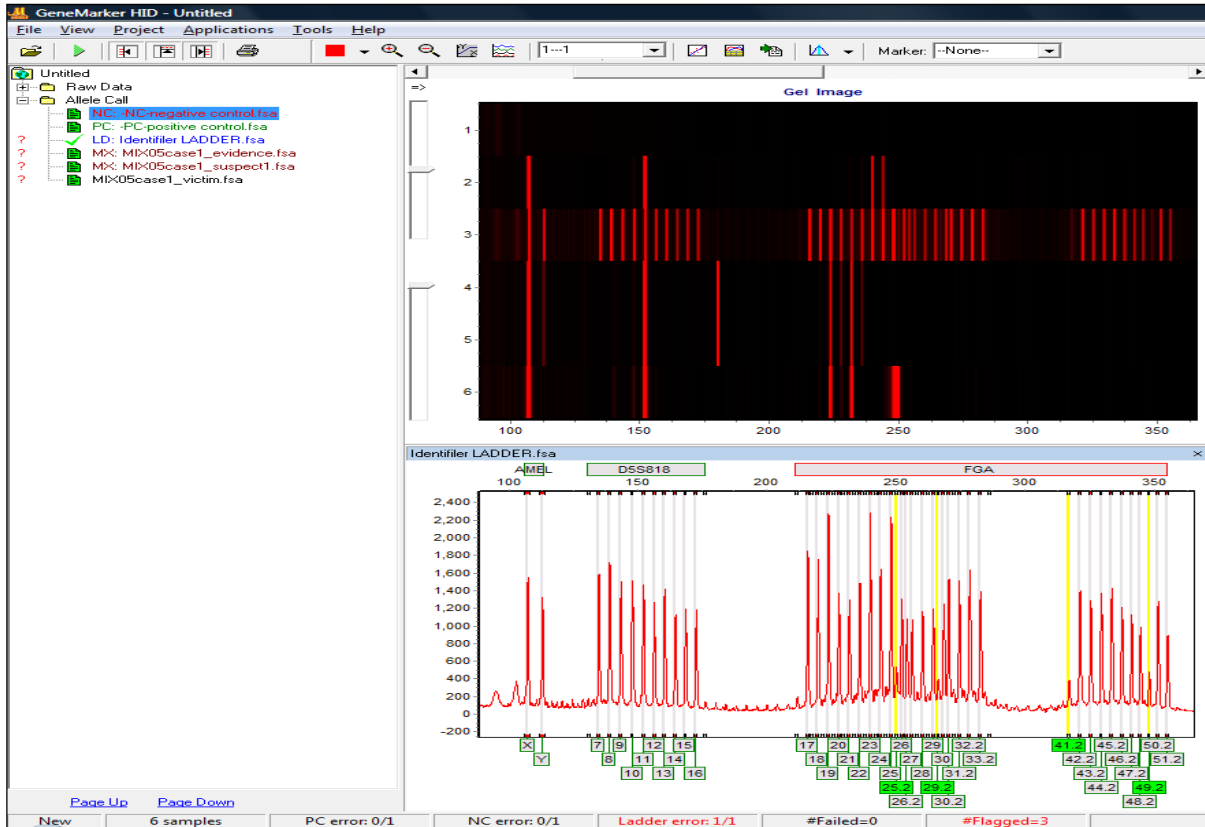 GeneMarker HID - Untitled
File View Project Applications Tools Help
1---1 Marker: --None--
Untitled
Raw Data
Allele Call
NC: -NC-negative control.fsa
PC: -PC-positive control.fsa
? LD: Identifiler LADDER.fsa
? MX: MIX05case1_evidence.fsa
? MX: MIX05case1_suspect1.fsa
? MIX05case1_victim.fsa
Page Up Page Down
=>
Gel Image
1
2
3
4
5
6
100 150 200 250 300 350
Identifiler LADDER.fsa
AMEL D5S818 FGA
100 150 200 250 300 350
2,400
2,200
2,000
1,800
1,600
1,400
1,200
1,000
800
600
400
200
0
-200
X 7 9 12 15 17 20 23 26 29 32.2 41.2 45.2 50.2
Y 8 11 14 18 21 24 27 30 33.2 42.2 46.2 51.2
10 13 16 19 22 25 28 31.2 43.2 47.2
25.2 29.2 44.2 49.2
26.2 30.2 48.2
New 6 samples PC error: 0/1 NC error: 0/1 Ladder error: 1/1 #Failed=0 #Flagged=3